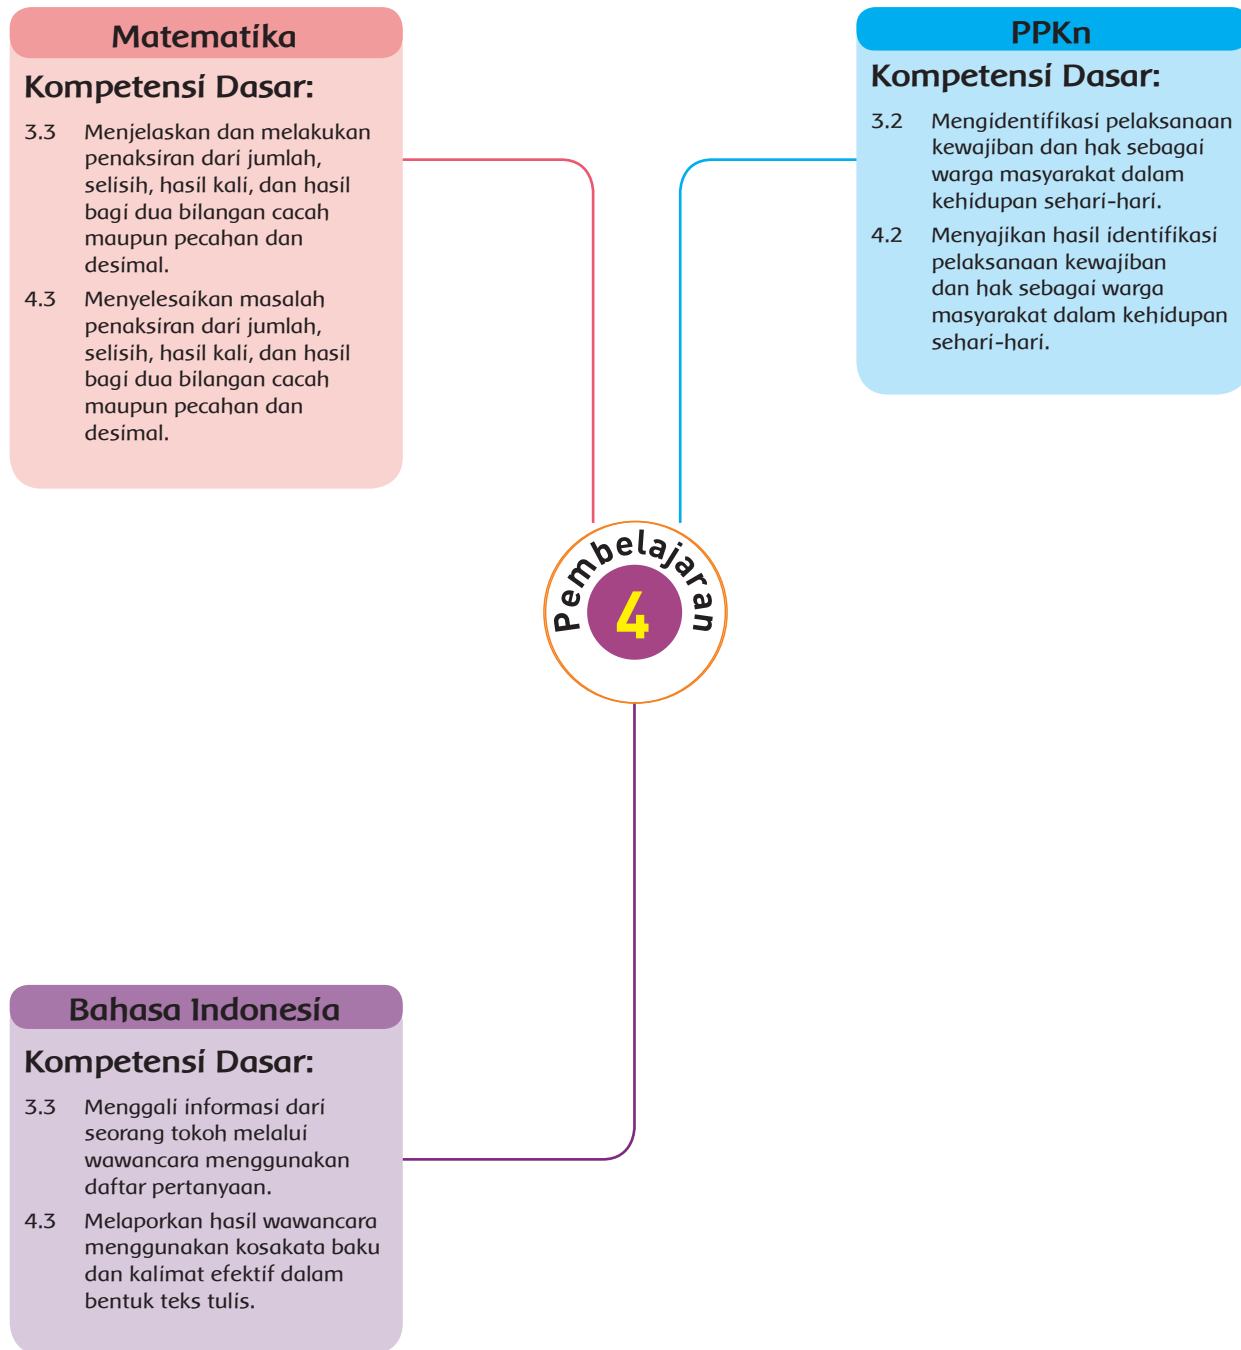 Matematika
Kompetensi Dasar:
3.3 Menjelaskan dan melakukan
penaksiran dari jumlah,
selisih, hasil kali, dan hasil
bagi dua bilangan cacah
maupun pecahan dan
desimal.
4.3 Menyelesaikan masalah
penaksiran dari jumlah,
selisih, hasil kali, dan hasil
bagi dua bilangan cacah
maupun pecahan dan
desimal.
PPKn
Kompetensi Dasar:
3.2 Mengidentifikasi pelaksanaan
kewajiban dan hak sebagai
warga masyarakat dalam
kehidupan sehari-hari.
4.2 Menyajikan hasil identifikasi
pelaksanaan kewajiban
dan hak sebagai warga
masyarakat dalam kehidupan
sehari-hari.
Pembelajaran
4
Bahasa Indonesia
Kompetensi Dasar:
3.3 Menggali informasi dari
seorang tokoh melalui
wawancara menggunakan
daftar pertanyaan.
4.3 Melaporkan hasil wawancara
menggunakan kosakata baku
dan kalimat efektif dalam
bentuk teks tulis.